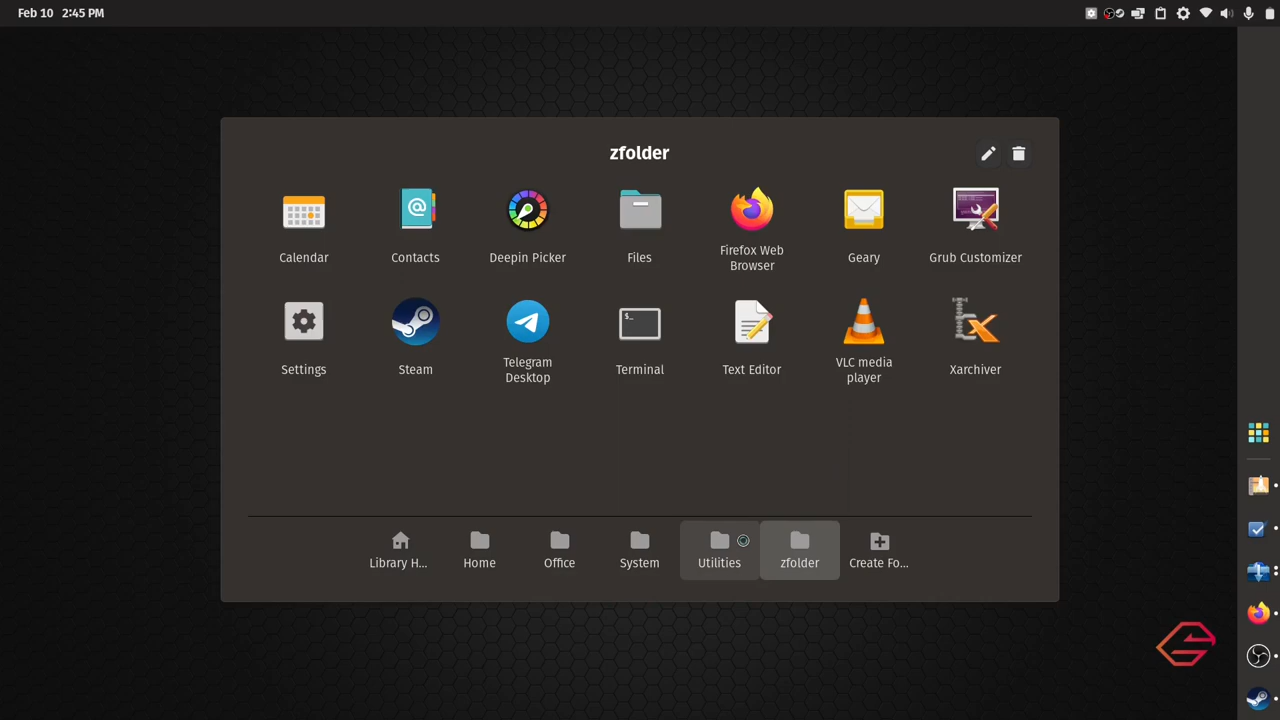 Feb 10 2:45 PM
zfolder
Calendar
Contacts
Deepin Picker
Files
Firefox Web
Browser
Geary
Grub Customizer
Settings
Steam
Telegram
Desktop
$_
Terminal
Text Editor
VLC media
player
Xarchiver
Library H...
Home
Office
System
Utilities
zfolder
Create Fo...